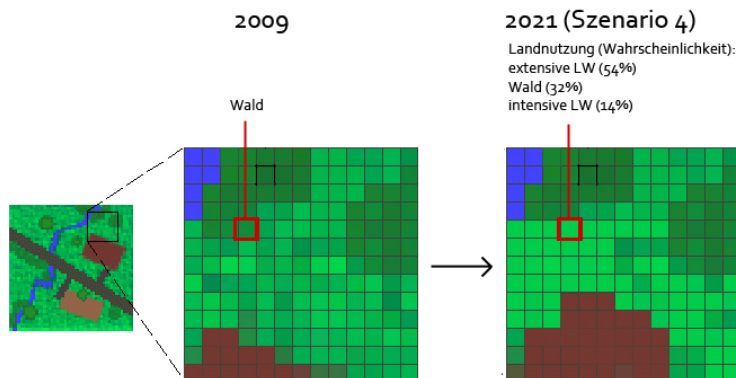 2009
2021 (Szenario 4)
Landnutzung (Wahrscheinlichkeit):
extensive LW (54%)
Wald (32%)
intensive LW (14%)
Wald